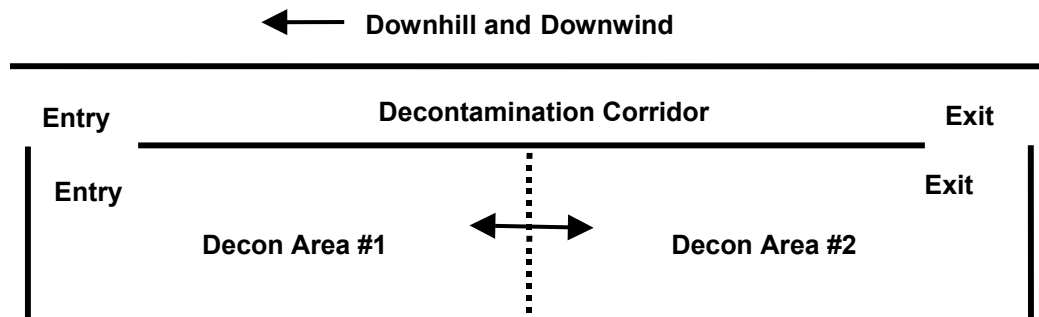 Downhill and Downwind
Entry Decontamination Corridor Exit
Entry Exit
Decon Area #1 Decon Area #2